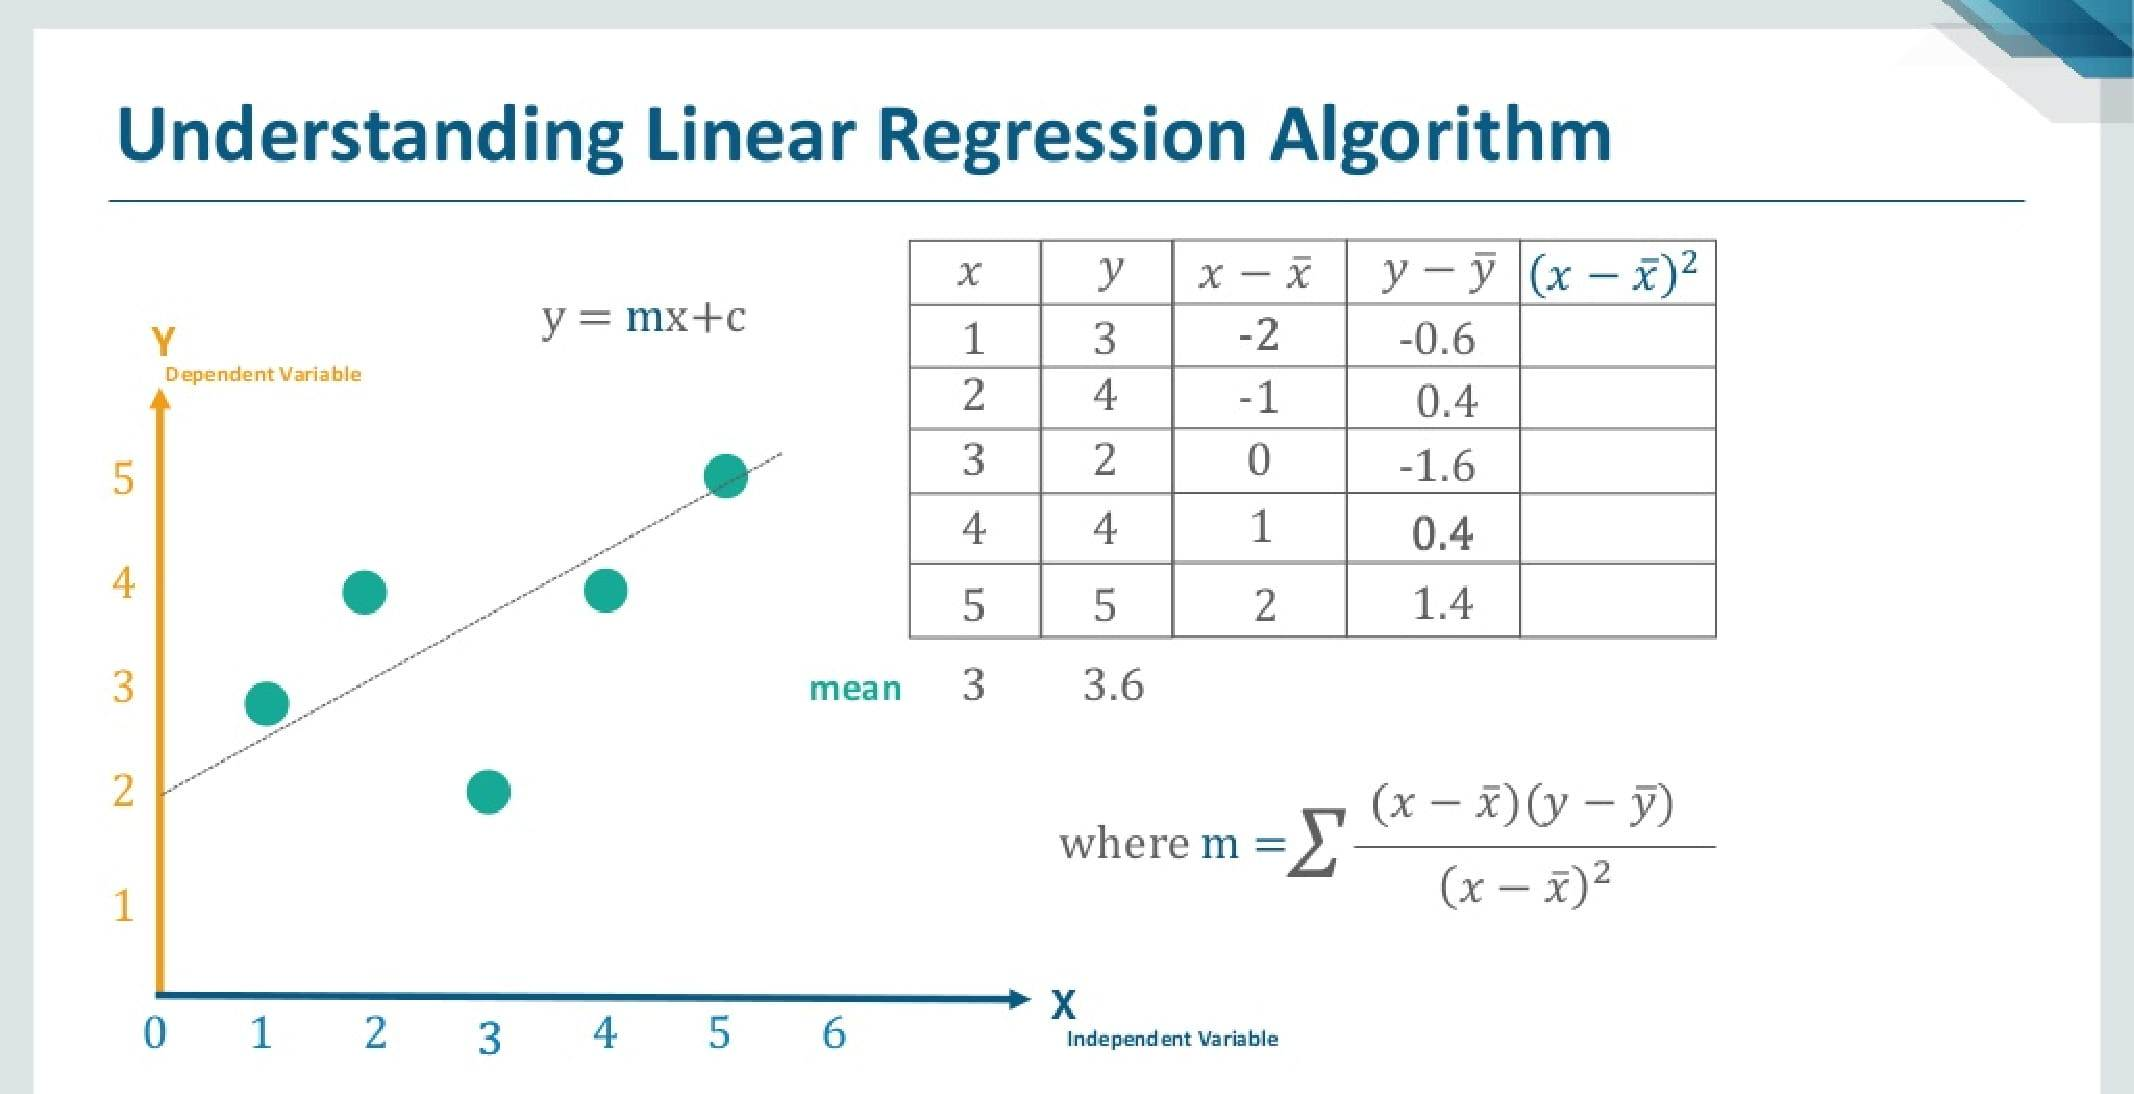 Understanding Linear Regression Algorithm
y = mx+c
Y
Dependent Variable
5
4
3
2
1
0 1 2 3 4 5 6
X
Independent Variable
x y x − x̄ y − ȳ (x − x̄)²
1 3 -2 -0.6
2 4 -1 0.4
3 2 0 -1.6
4 4 1 0.4
5 5 2 1.4
mean 3 3.6
where m = ∑ (x − x̄)(y − ȳ)
(x − x̄)²